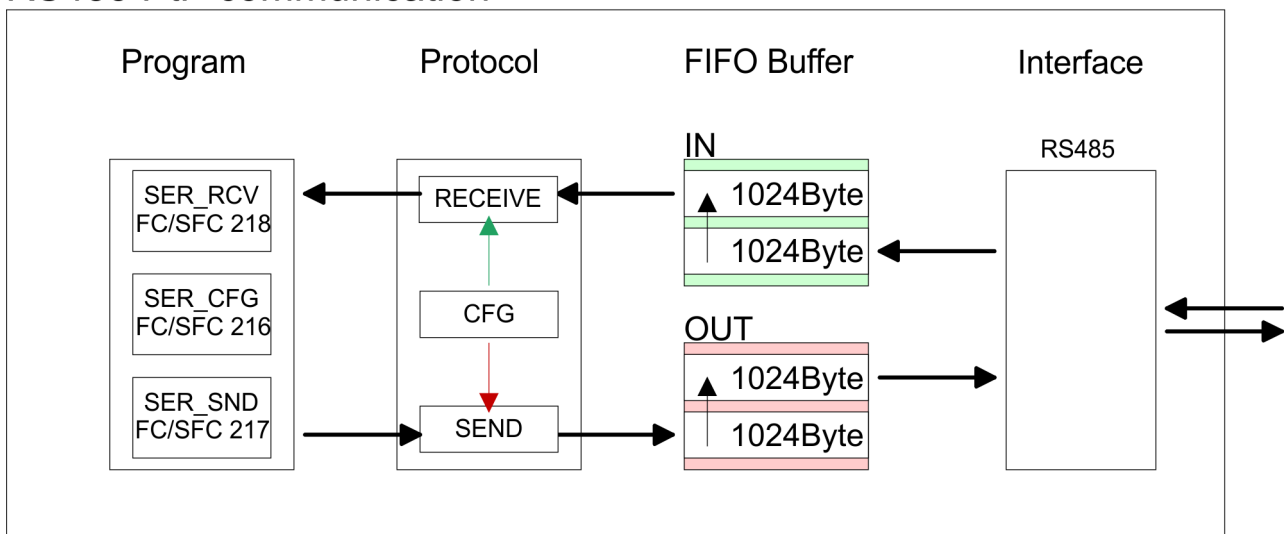 Program
Protocol
FIFO Buffer
Interface
IN
RS485
SER_RCV
FC/SFC 218
RECEIVE
1024Byte
1024Byte
SER_CFG
FC/SFC 216
CFG
OUT
1024Byte
SER_SND
FC/SFC 217
SEND
1024Byte